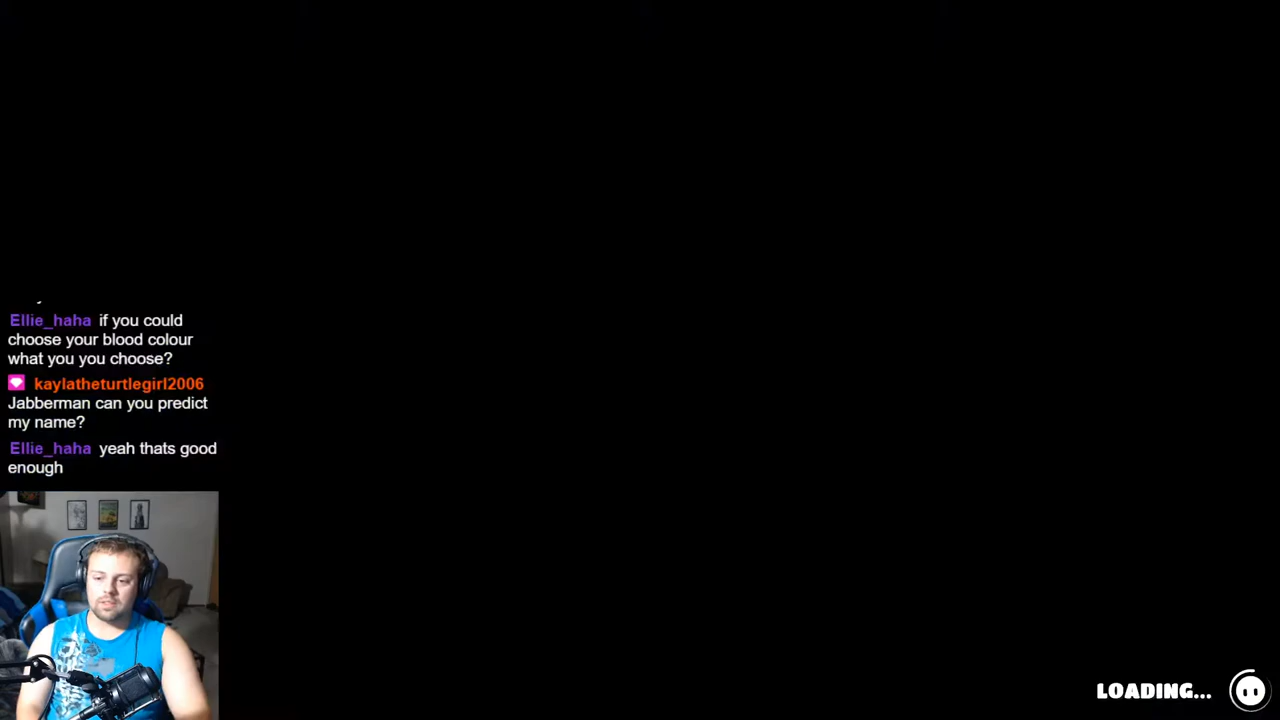 Ellie_haha if you could
choose your blood colour
what you you choose?
kaylatheturtlegirl2006
Jabberman can you predict
my name?
Ellie_haha yeah thats good
enough
LOADING...